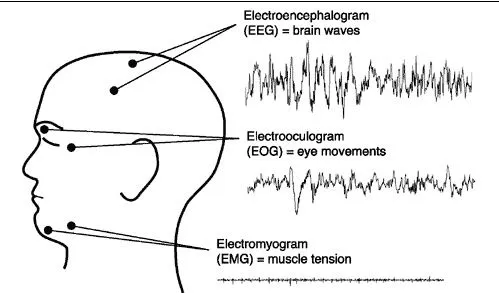 Electroencephalogram
(EEG) = brain waves
Electrooculogram
(EOG) = eye movements
Electromyogram
(EMG) = muscle tension